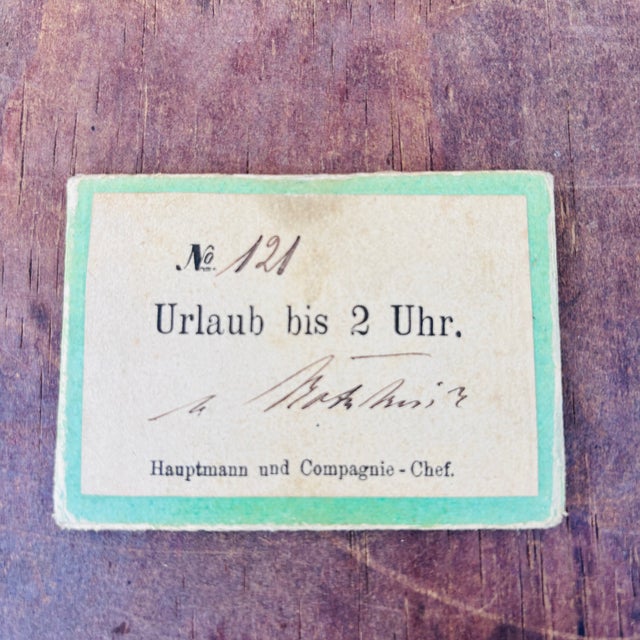 № 121
Urlaub bis 2 Uhr.
Hauptmann und Compagnie-Chef.